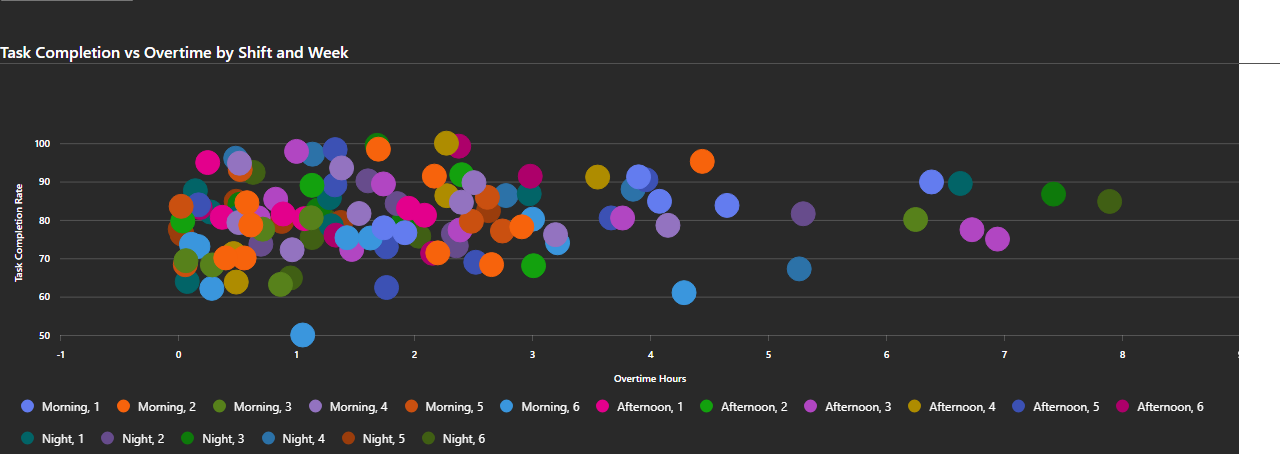 Task Completion vs Overtime by Shift and Week
100
90
80
70
60
50
Task Completion Rate
-1 0 1 2 3 4 5 6 7 8
Overtime Hours
Morning, 1 Morning, 2 Morning, 3 Morning, 4 Morning, 5 Morning, 6 Afternoon, 1 Afternoon, 2 Afternoon, 3 Afternoon, 4 Afternoon, 5 Afternoon, 6
Night, 1 Night, 2 Night, 3 Night, 4 Night, 5 Night, 6